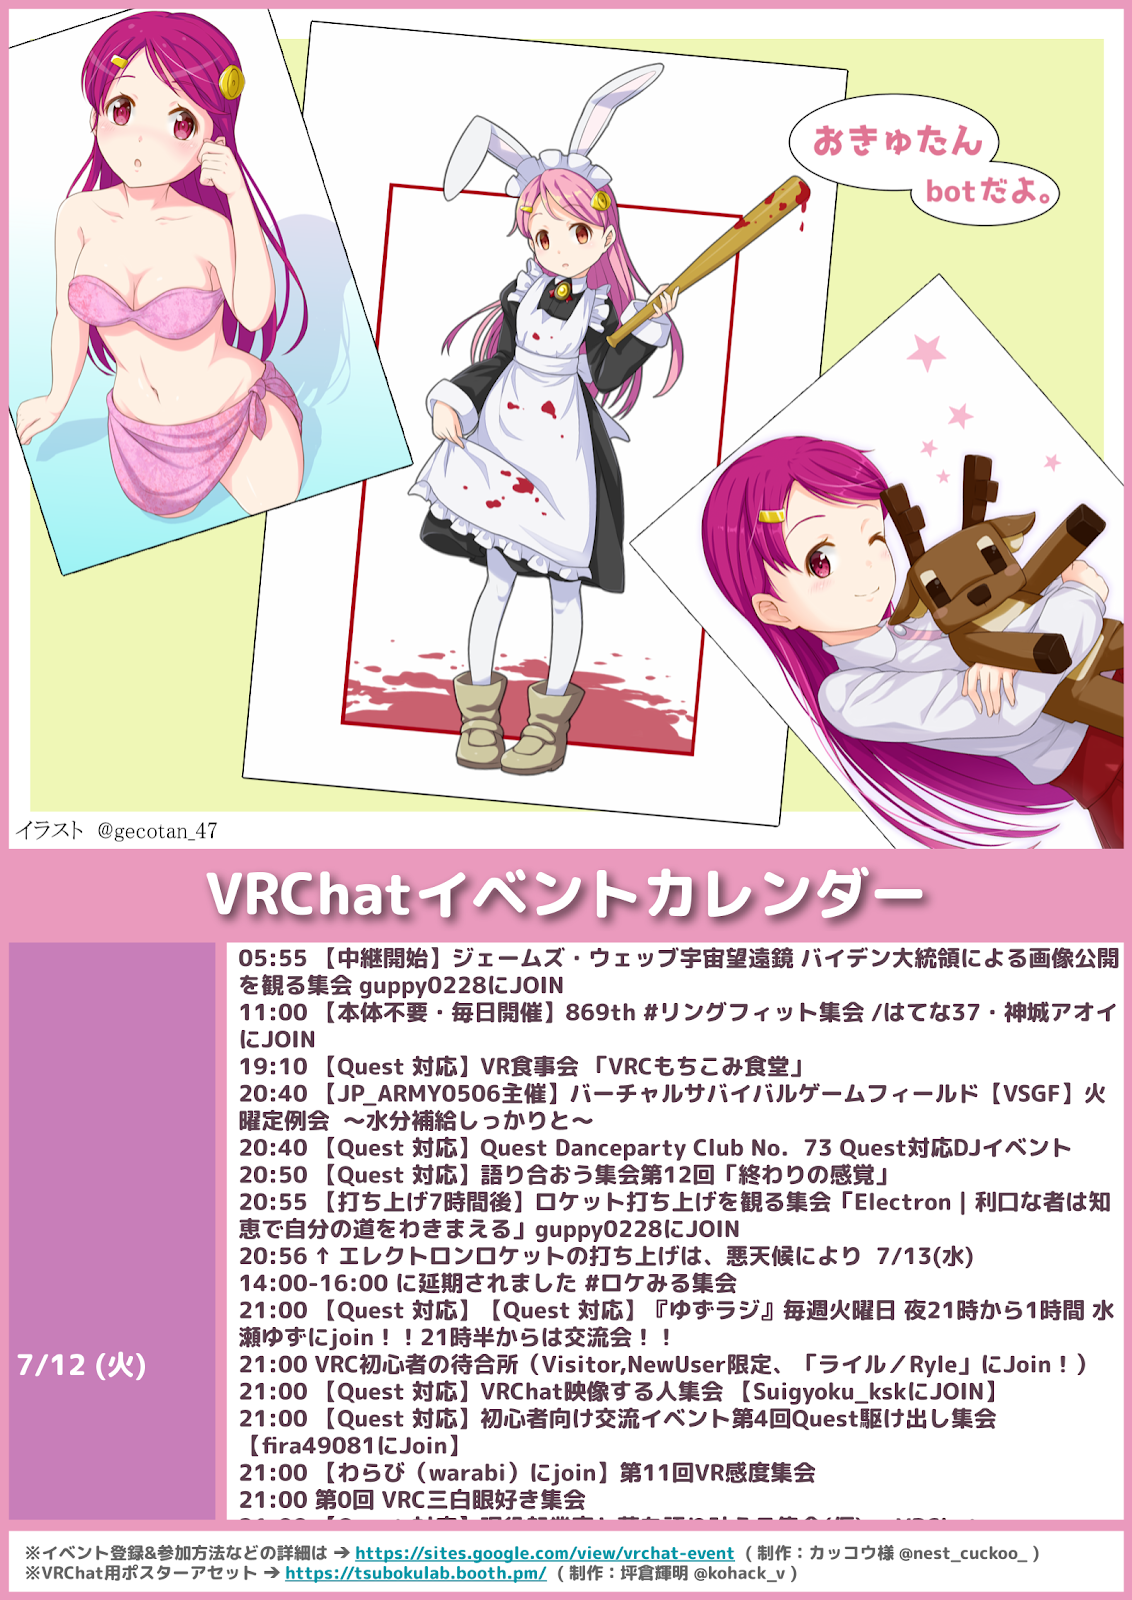 おきゅたん
botだよ。
イラスト @gecotan_47
VRChatイベントカレンダー
7/12 (火)
05:55 【中継開始】ジェームズ・ウェッブ宇宙望遠鏡 バイデン大統領による画像公開
を観る集会 guppy0228にJOIN
11:00 【本体不要・毎日開催】869th #リングフィット集会 /はてな37・神城アオイ
にJOIN
19:10 【Quest 対応】VR食事会 「VRCもちこみ食堂」
20:40 【JP_ARMY0506主催】バーチャルサバイバルゲームフィールド【VSGF】火
曜定例会 ～水分補給しっかりと～
20:40 【Quest 対応】Quest Danceparty Club No．73 Quest対応DJイベント
20:50 【Quest 対応】語り合おう集会第12回「終わりの感覚」
20:55 【打ち上げ7時間後】ロケット打ち上げを観る集会「Electron | 利口な者は知
恵で自分の道をわきまえる」guppy0228にJOIN
20:56 ↑ エレクトロンロケットの打ち上げは、悪天候により 7/13(水)
14:00-16:00 に延期されました #ロケみる集会
21:00 【Quest 対応】【Quest 対応】『ゆずラジ』毎週火曜日 夜21時から1時間 水
瀬ゆずにjoin！！21時半からは交流会！！
21:00 VRC初心者の待合所（Visitor,NewUser限定、「ライル／Ryle」にJoin！）
21:00 【Quest 対応】VRChat映像する人集会 【Suigyoku_kskにJOIN】
21:00 【Quest 対応】初心者向け交流イベント第4回Quest駆け出し集会
【fira49081にJoin】
21:00 【わらび（warabi）にjoin】第11回VR感度集会
21:00 第0回 VRC三白眼好き集会
※イベント登録&参加方法などの詳細は ➔ https://sites.google.com/view/vrchat-event （ 制作：カッコウ様 @nest_cuckoo_ ）
※VRChat用ポスターアセット ➔ https://tsubokulab.booth.pm/ （ 制作：坪倉輝明 @kohack_v ）